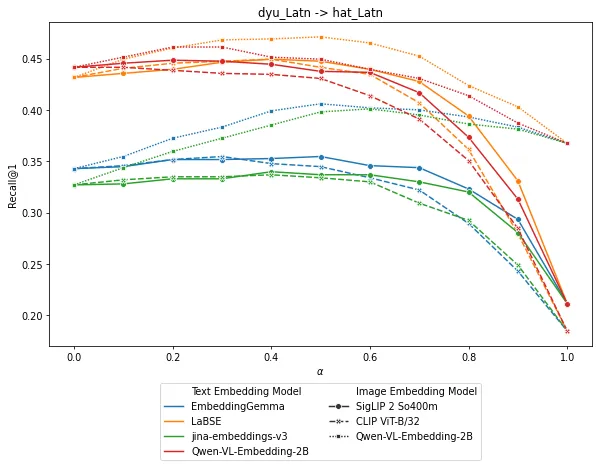 dyu_Latn -> hat_Latn
Recall@1
0.45
0.40
0.35
0.30
0.25
0.20
0.0
0.2
0.4
0.6
0.8
1.0
α
Text Embedding Model
EmbeddingGemma
LaBSE
jina-embeddings-v3
Qwen-VL-Embedding-2B
Image Embedding Model
SigLIP 2 So400m
CLIP ViT-B/32
Qwen-VL-Embedding-2B